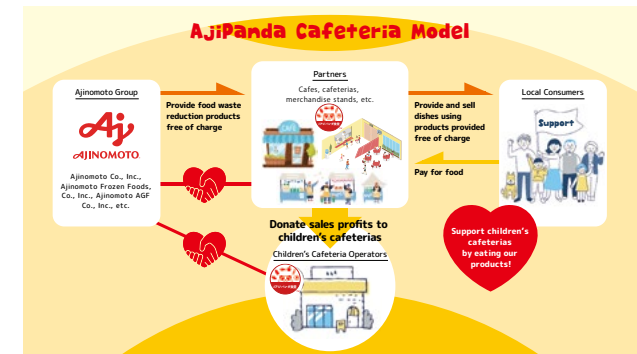 AjiPanda Cafeteria Model
Ajinomoto Group
Aj
AJINOMOTO
Ajinomoto Co., Inc.,
Ajinomoto Frozen Foods,
Co., Inc., Ajinomoto AGF
Co., Inc., etc.
Provide food waste
reduction products
free of charge
Partners
Cafes, cafeterias,
merchandise stands, etc.
CAFE
Provide and sell
dishes using
products provided
free of charge
Pay for food
Local Consumers
Support
Donate sales profits to
children's cafeterias
Children's Cafeteria Operators
Support children's
cafeterias
by eating our
products!